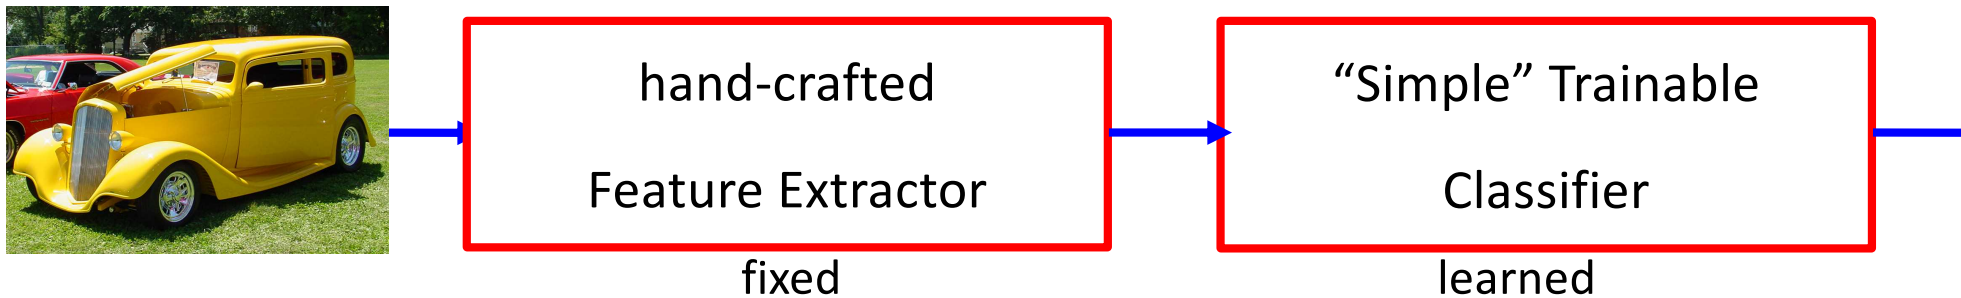 hand-crafted
Feature Extractor
fixed
“Simple” Trainable
Classifier
learned